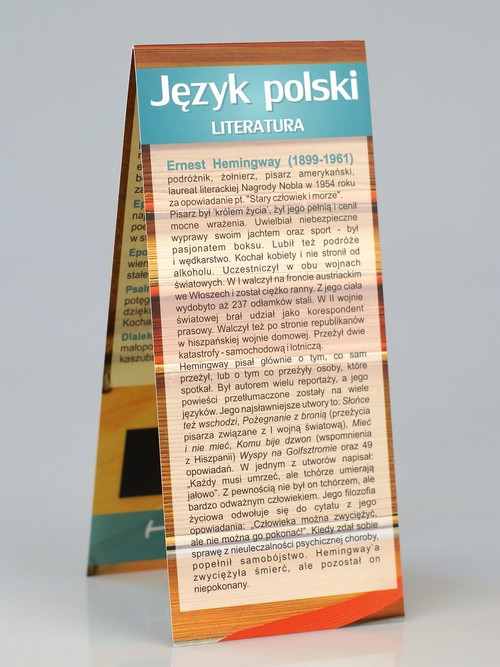 Język polski
LITERATURA
Ernest Hemingway (1899-1961)
podróżnik, żołnierz, pisarz amerykański,
laureat literackiej Nagrody Nobla w 1954 roku
za opowiadanie pt. "Stary człowiek i morze".
Pisarz był 'królem życia', żył jego pełnią i cenił
mocne wrażenia. Uwielbiał niebezpieczne
wyprawy swoim jachtem oraz sport - był
pasjonatem boksu. Lubił też podróże
i wędkarstwo. Kochał kobiety i nie stronił od
alkoholu. Uczestniczył w obu wojnach
światowych. W I walczył na froncie austriackim
we Włoszech i został ciężko ranny. Z jego ciała
wydobyto aż 237 odłamków stali. W II wojnie
światowej brał udział jako korespondent
prasowy. Walczył też po stronie republikanów
w hiszpańskiej wojnie domowej. Przeżył dwie
katastrofy - samochodową i lotniczą.
Hemingway pisał głównie o tym, co sam
przeżył, lub o tym co przeżyły osoby, które
spotkał. Był autorem wielu reportaży, a jego
powieści przetłumaczone zostały na wiele
języków. Jego najsławniejsze utwory to: Słońce
też wschodzi, Pożegnanie z bronią (przeżycia
pisarza związane z I wojną światową), Mieć
i nie mieć, Komu bije dzwon (wspomnienia
z Hiszpanii) Wyspy na Golfsztromie oraz 49
opowiadań. W jednym z utworów napisał:
„Każdy musi umrzeć, ale tchórze umierają
jałowo". Z pewnością nie był on tchórzem, ale
bardzo odważnym człowiekiem. Jego filozofia
życiowa odwołuje się do cytatu z jego
opowiadania: „Człowieka można zwyciężyć,
ale nie można go pokonać!" Kiedy zdał sobie
sprawę z nieuleczalności psychicznej choroby,
popełnił samobójstwo. Hemingway'a
zwyciężyła śmierć, ale pozostał on
niepokonany.